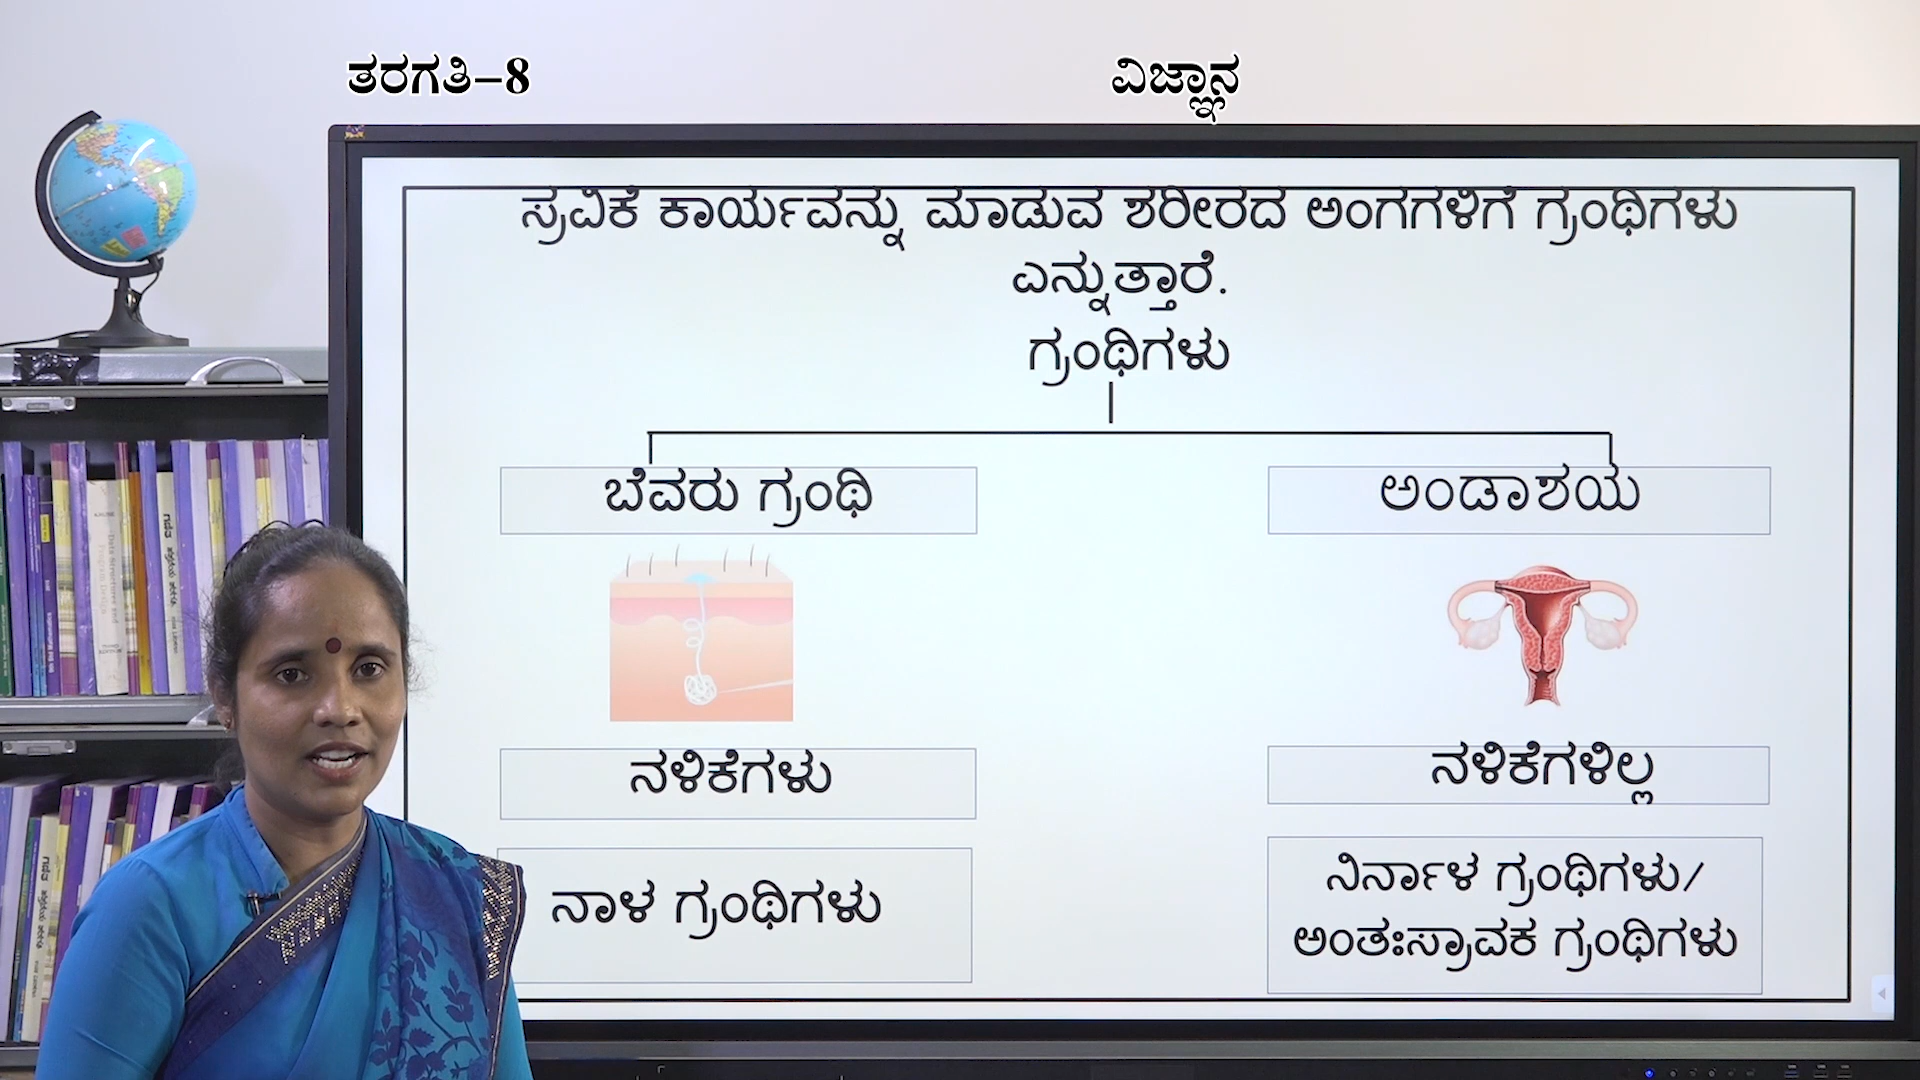 ತರಗತಿ–8
ವಿಜ್ಞಾನ
ಸ್ರವಿಕೆ ಕಾರ್ಯವನ್ನು ಮಾಡುವ ಶರೀರದ ಅಂಗಗಳಿಗೆ ಗ್ರಂಥಿಗಳು
ಎನ್ನುತ್ತಾರೆ.
ಗ್ರಂಥಿಗಳು
ಬೆವರು ಗ್ರಂಥಿ
ಅಂಡಾಶಯ
ನಳಿಕೆಗಳು
ನಳಿಕೆಗಳಿಲ್ಲ
ನಾಳ ಗ್ರಂಥಿಗಳು
ನಿರ್ನಾಳ ಗ್ರಂಥಿಗಳು/
ಅಂತಃಸ್ರಾವಕ ಗ್ರಂಥಿಗಳು